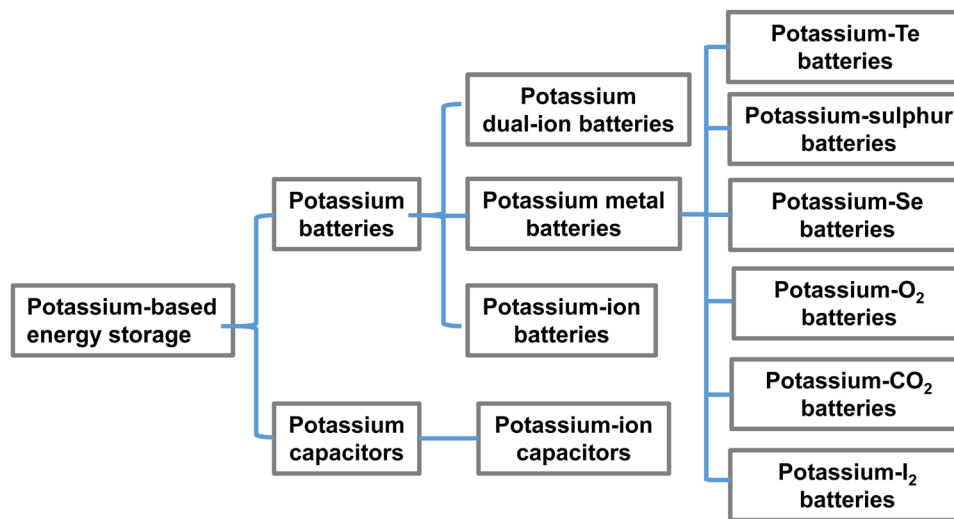 Potassium-based
energy storage
Potassium
batteries
Potassium
capacitors
Potassium
dual-ion batteries
Potassium metal
batteries
Potassium-ion
batteries
Potassium-ion
capacitors
Potassium-Te
batteries
Potassium-sulphur
batteries
Potassium-Se
batteries
Potassium-O₂
batteries
Potassium-CO₂
batteries
Potassium-I₂
batteries